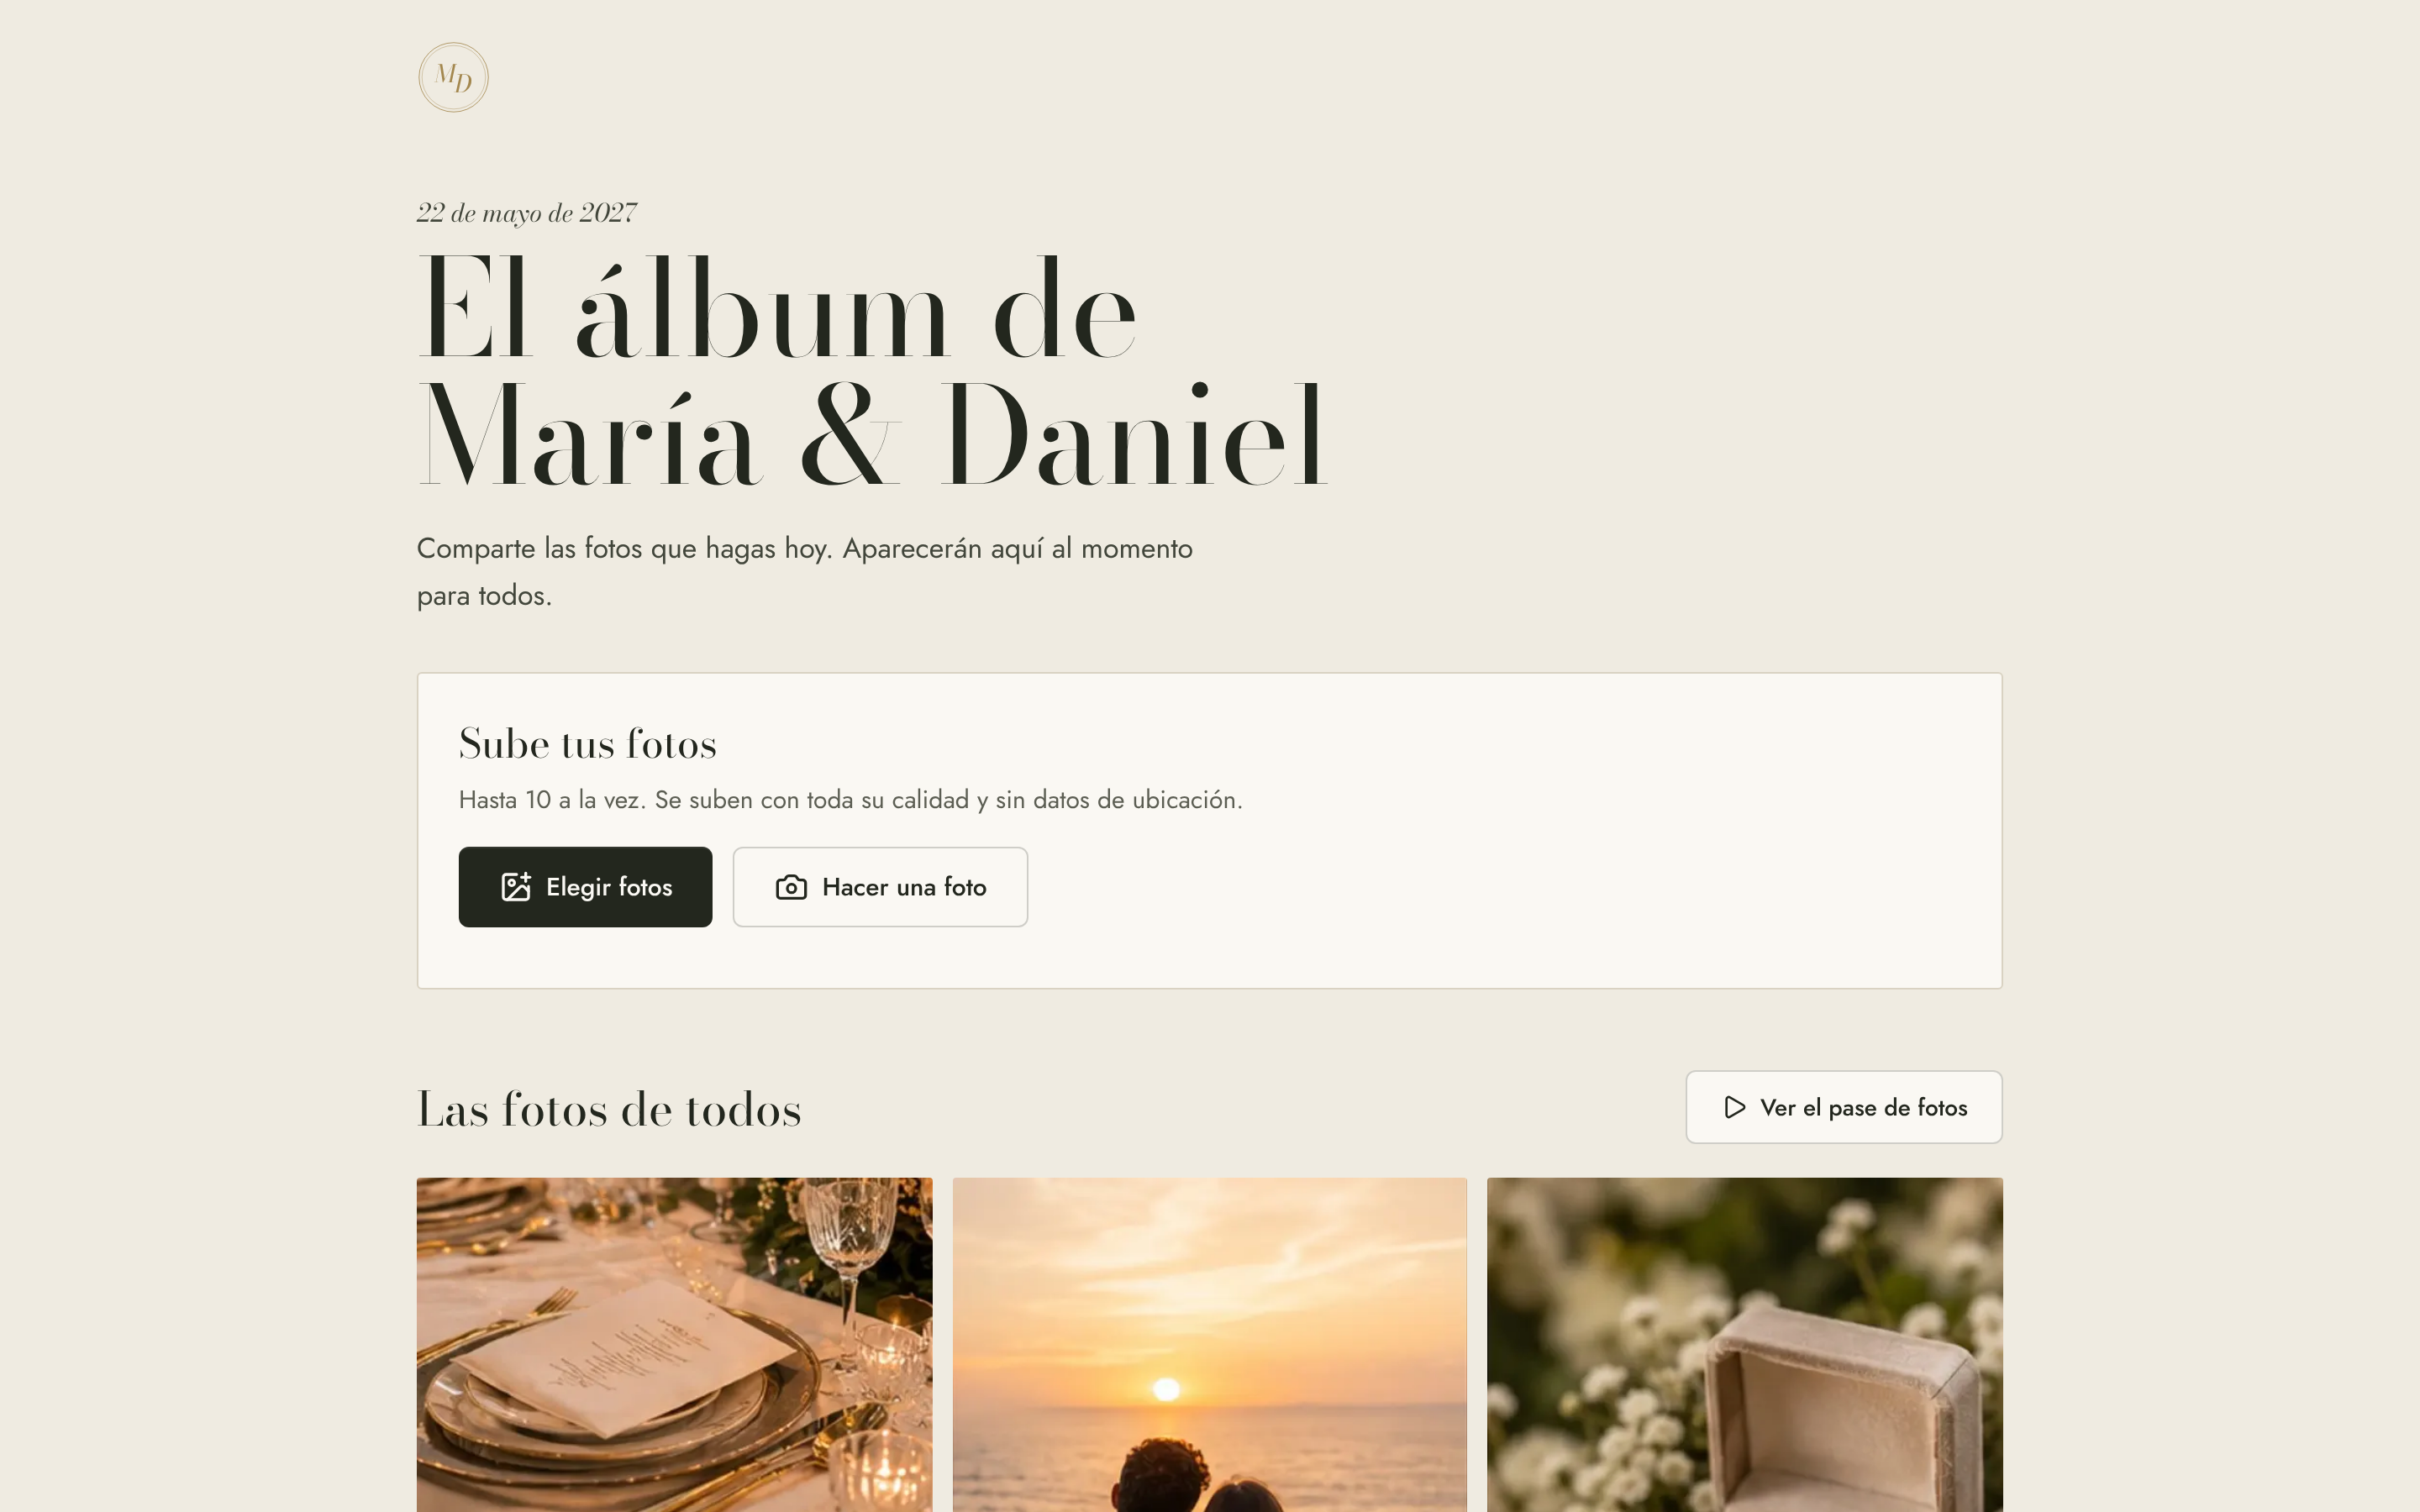 MD
22 de mayo de 2027
El álbum de
María & Daniel
Comparte las fotos que hagas hoy. Aparecerán aquí al momento
para todos.
Sube tus fotos
Hasta 10 a la vez. Se suben con toda su calidad y sin datos de ubicación.
Elegir fotos
Hacer una foto
Las fotos de todos
Ver el pase de fotos